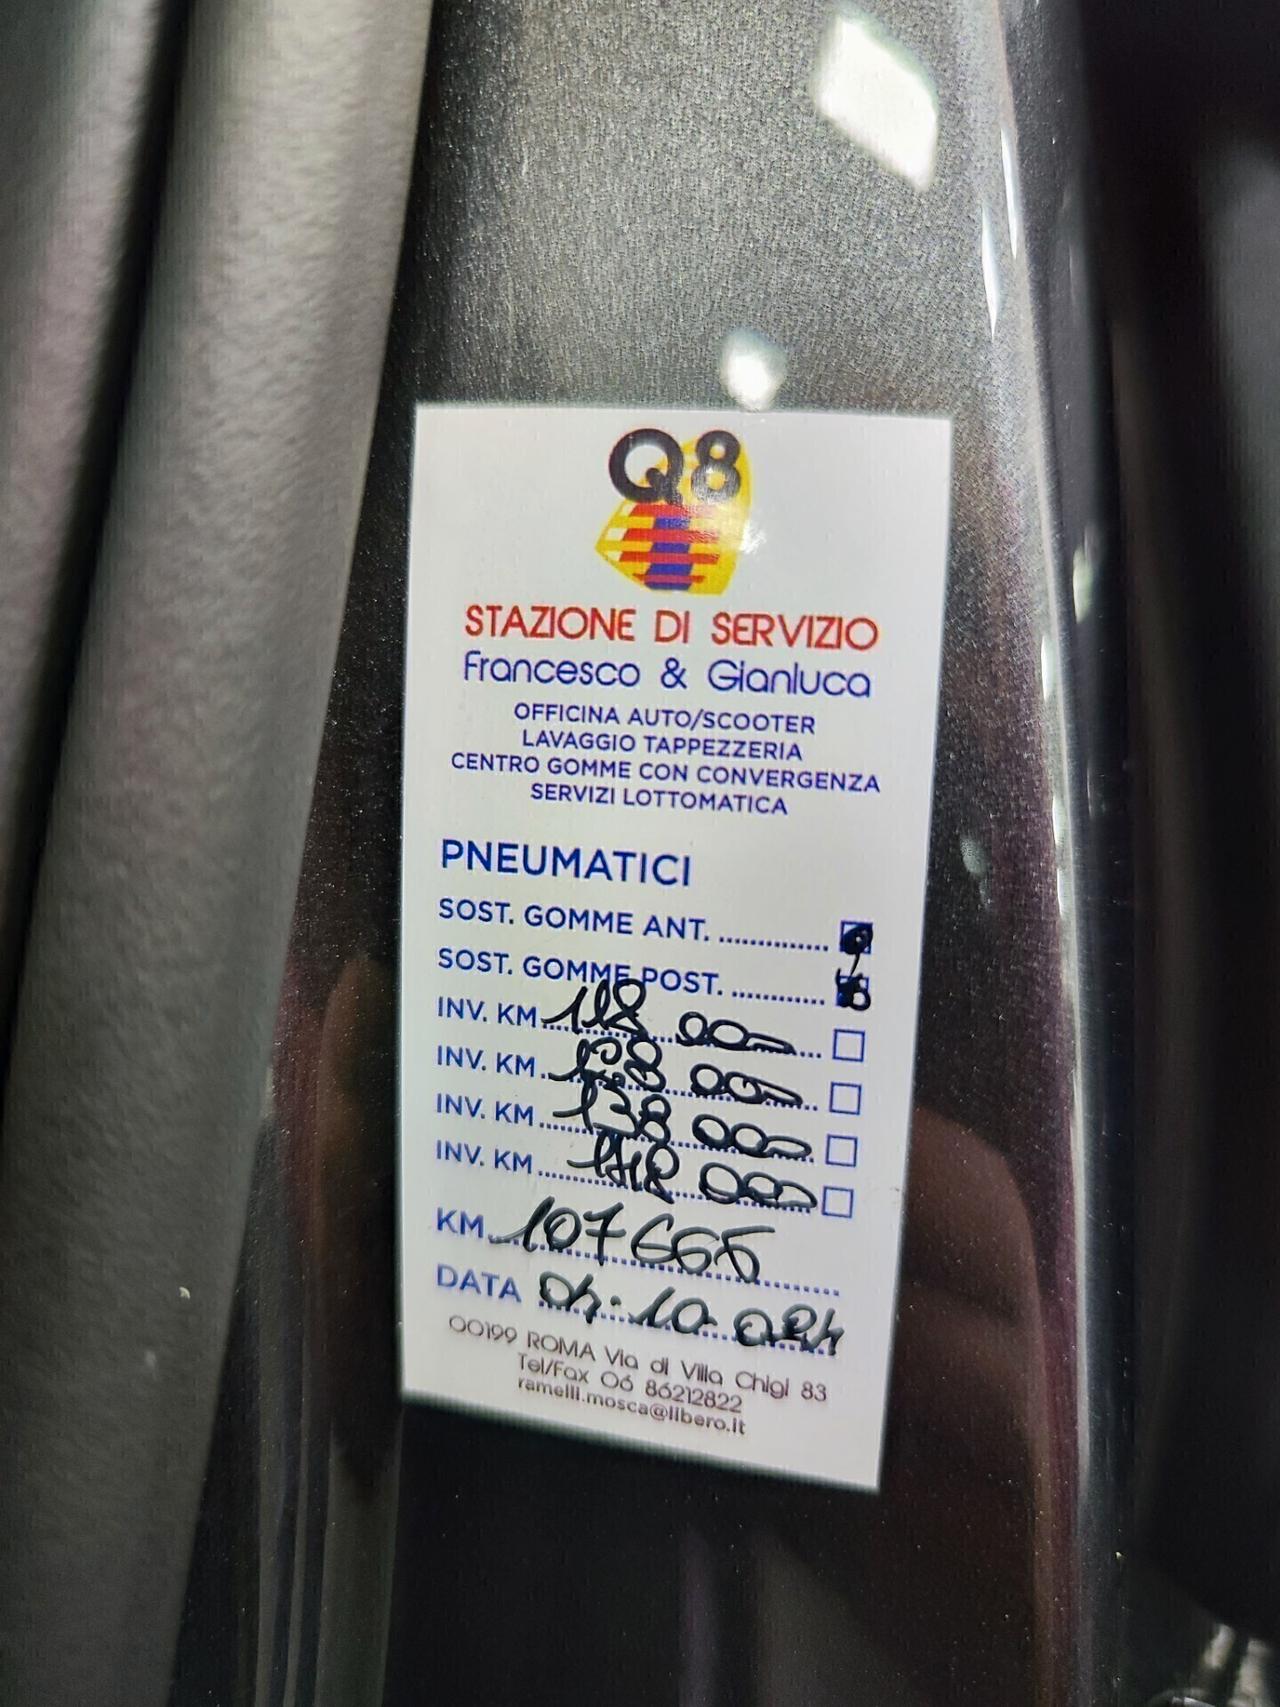 Q8
STAZIONE DI SERVIZIO
Francesco & Gianluca
OFFICINA AUTO/SCOOTER
LAVAGGIO TAPPEZZERIA
CENTRO GOMME CON CONVERGENZA
SERVIZI LOTTOMATICA
PNEUMATICI
SOST. GOMME ANT. ..............
SOST. GOMME POST. ............
INV. KM 118 000
INV. KM 128 000
INV. KM 138 000
INV. KM 148 000
KM 107665
DATA 04.10.024
00199 ROMA Via di Villa Chigi 83
Tel/Fax 06 86212822
ramelli.mosca@libero.it